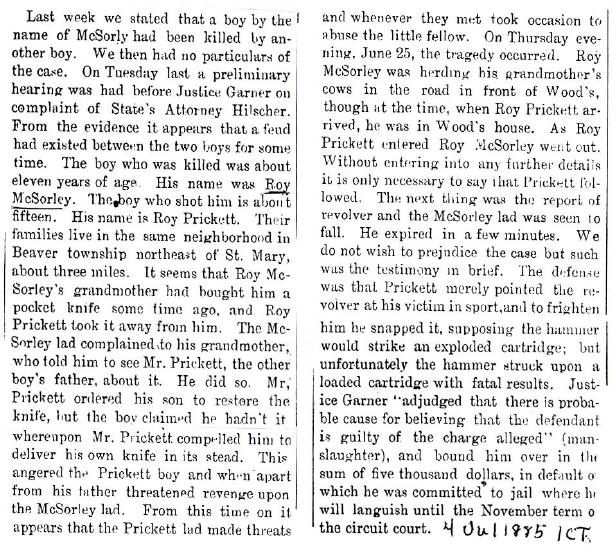 Last week we stated that a boy by the
name of McSorly had been killed by an-
other boy. We then had no particulars of
the case. On Tuesday last a preliminary
hearing was had before Justice Garner on
complaint of State's Attorney Hilscher.
From the evidence it appears that a feud
had existed between the two boys for some
time. The boy who was killed was about
eleven years of age. His name was Roy
McSorley. The boy who shot him is about
fifteen. His name is Roy Prickett. Their
families live in the same neighborhood in
Beaver township northeast of St. Mary,
about three miles. It seems that Roy Mc-
Sorley's grandmother had bought him a
pocket knife some time ago, and Roy
Prickett took it away from him. The Mc-
Sorley lad complained to his grandmother,
who told him to see Mr. Prickett, the other
boy's father, about it. He did so. Mr,
Prickett ordered his son to restore the
knife, but the boy claimed he hadn't it
whereupon Mr. Prickett compelled him to
deliver his own knife in its stead. This
angered the Prickett boy and when apart
from his father threatened revenge upon
the McSorley lad. From this time on it
appears that the Prickett lad made threats
and whenever they met took occasion to
abuse the little fellow. On Thursday eve-
ning, June 25, the tragedy occurred. Roy
McSorley was herding his grandmother's
cows in the road in front of Wood's,
though at the time, when Roy Prickett ar-
rived, he was in Wood's house. As Roy
Prickett entered Roy McSorley went out.
Without entering into any further details
it is only necessary to say that Prickett fol-
lowed. The next thing was the report of
revolver and the McSorley lad was seen to
fall. He expired in a few minutes. We
do not wish to prejudice the case but such
was the testimony in brief. The defense
was that Prickett merely pointed the re-
volver at his victim in sport, and to frighten
him he snapped it, supposing the hammer
would strike an exploded cartridge; but
unfortunately the hammer struck upon a
loaded cartridge with fatal results. Just-
ice Garner "adjudged that there is proba-
ble cause for believing that the defendant
is guilty of the charge alleged" (man-
slaughter), and bound him over in the
sum of five thousand dollars, in default o
which he was committed to jail where he
will languish until the November term o
the circuit court. 4 Jul 1885 ICT.